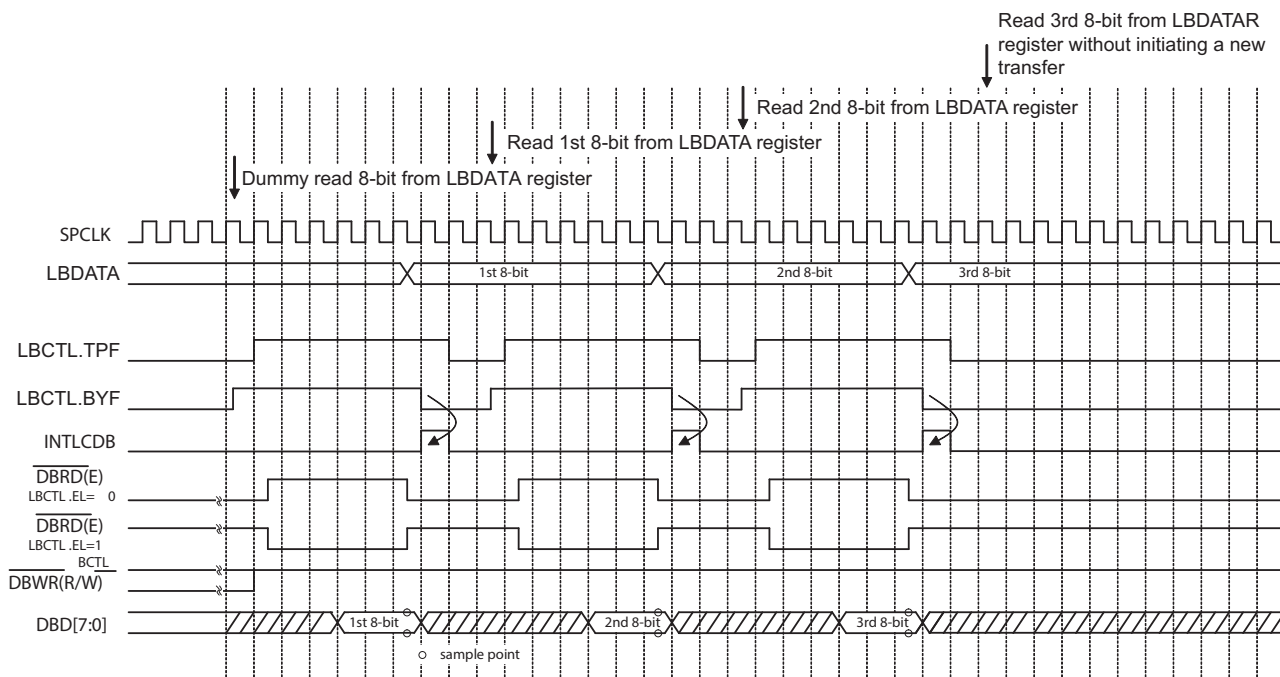 Read 3rd 8-bit from LBDATAR
register without initiating a new
transfer
Read 2nd 8-bit from LBDATA register
Read 1st 8-bit from LBDATA register
Dummy read 8-bit from LBDATA register
SPCLK
LBDATA
1st 8-bit
2nd 8-bit
3rd 8-bit
LBCTL.TPF
LBCTL.BYF
INTLCDB
DBRD(E)
LBCTL .EL= 0
DBRD(E)
LBCTL .EL=1
BCTL
DBWR(R/W)
DBD[7:0]
1st 8-bit
2nd 8-bit
3rd 8-bit
sample point